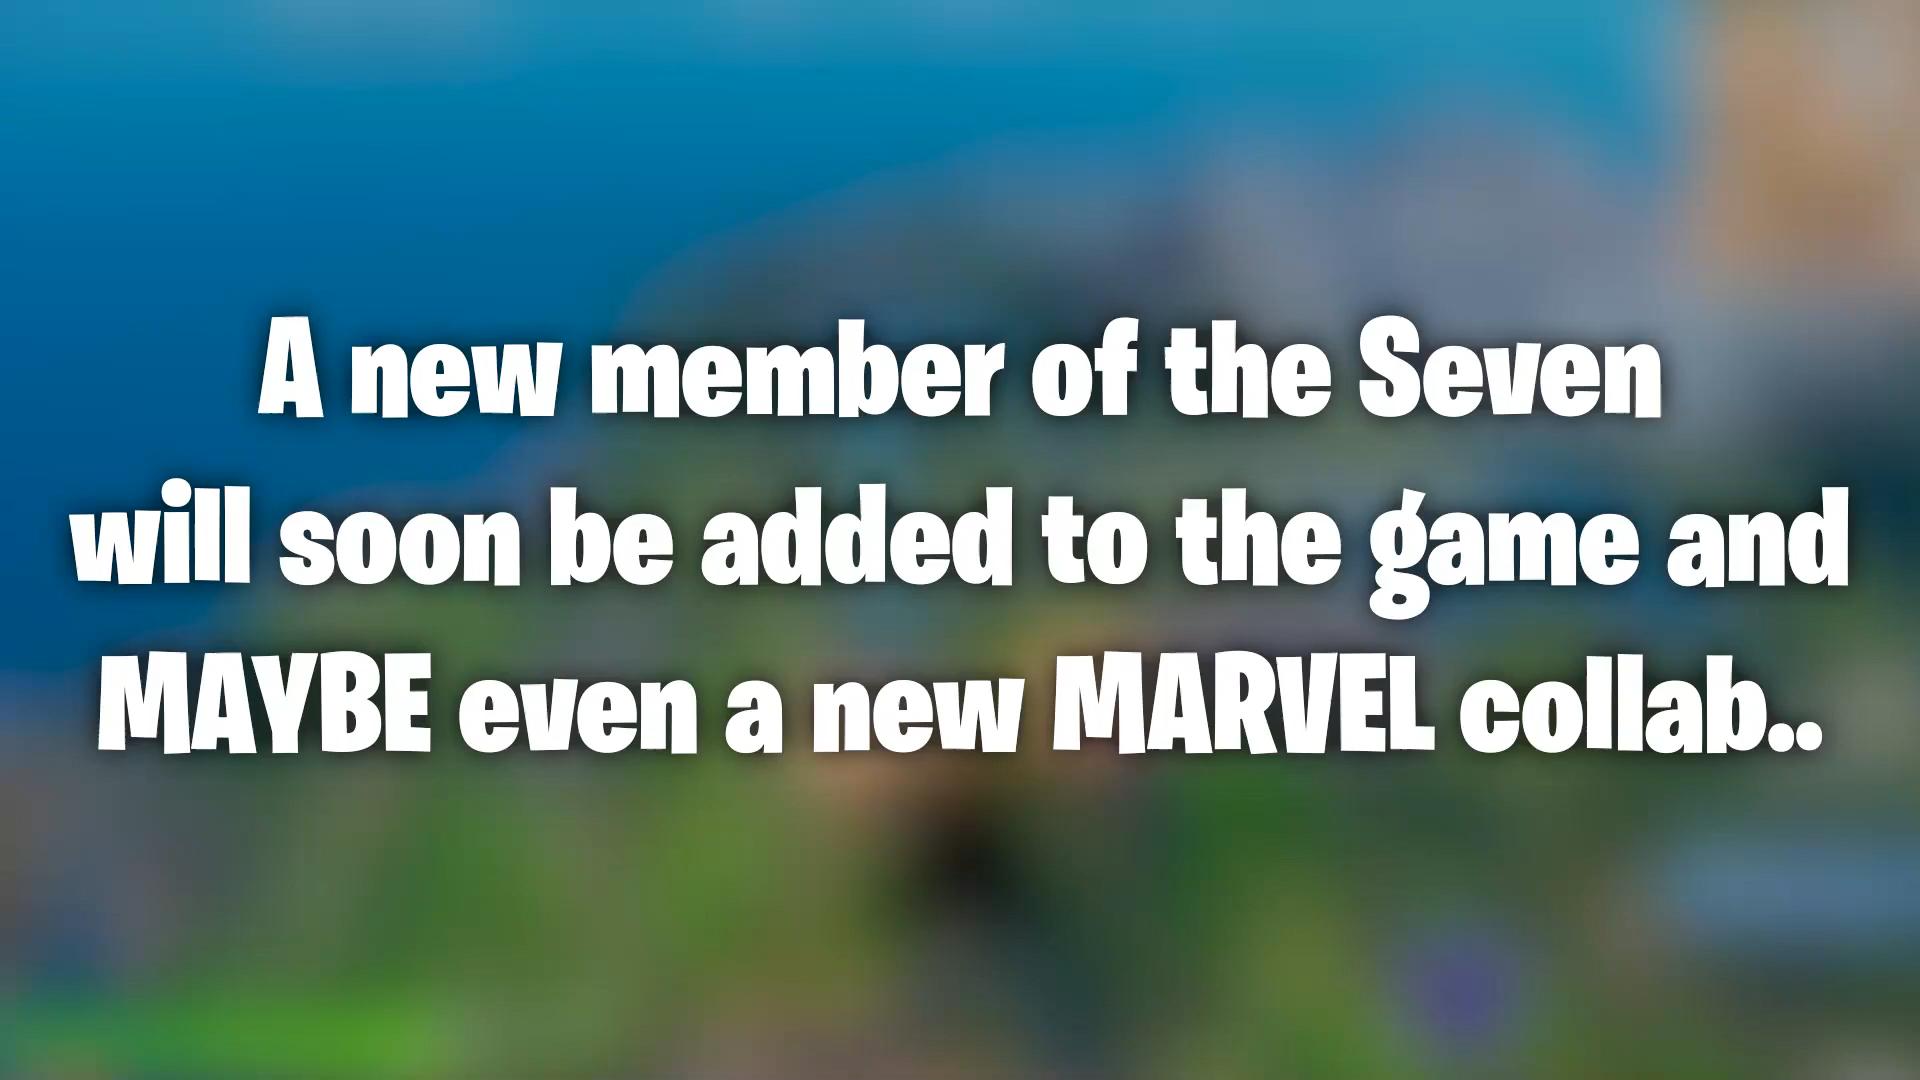 A new member of the Seven
will soon be added to the game and
MAYBE even a new MARVEL collab..